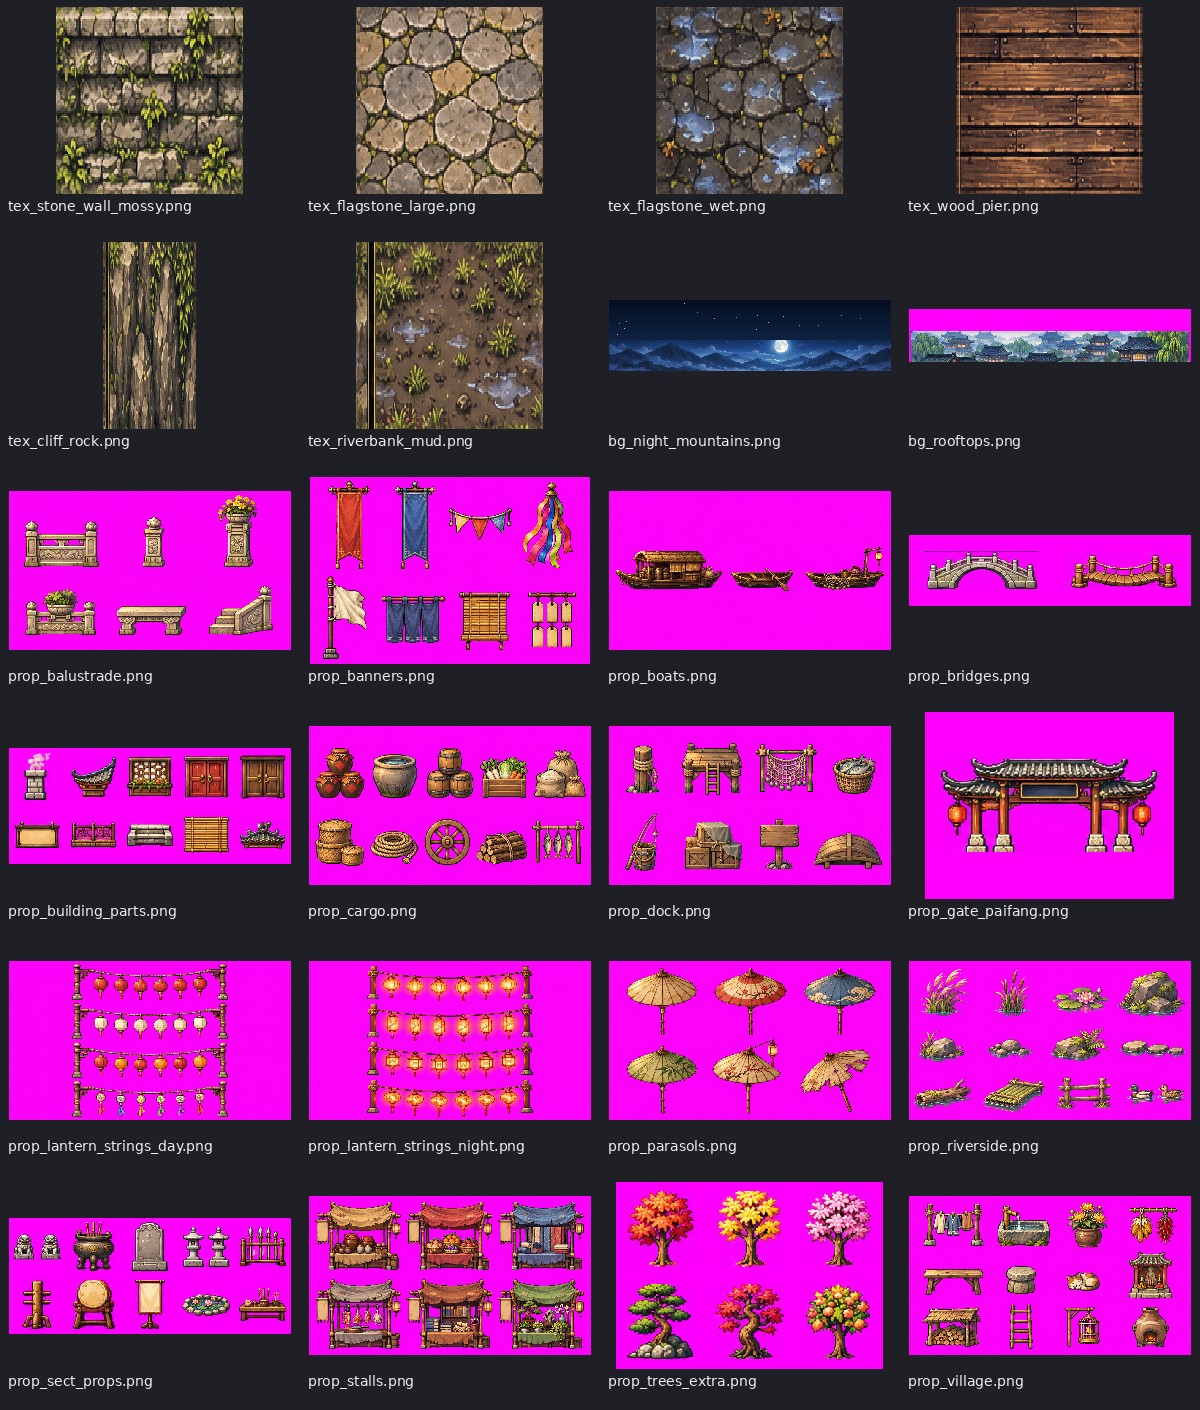 tex_stone_wall_mossy.png
tex_flagstone_large.png
tex_flagstone_wet.png
tex_wood_pier.png
tex_cliff_rock.png
tex_riverbank_mud.png
bg_night_mountains.png
bg_rooftops.png
prop_balustrade.png
prop_banners.png
prop_boats.png
prop_bridges.png
prop_building_parts.png
prop_cargo.png
prop_dock.png
prop_gate_paifang.png
prop_lantern_strings_day.png
prop_lantern_strings_night.png
prop_parasols.png
prop_riverside.png
prop_sect_props.png
prop_stalls.png
prop_trees_extra.png
prop_village.png